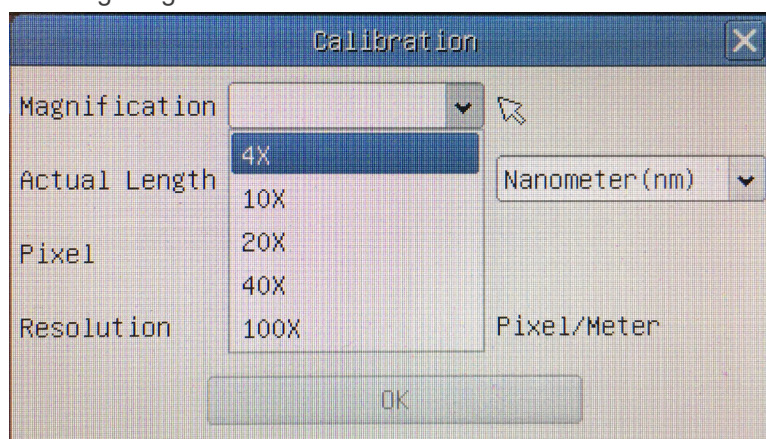 Calibration
Magnification
4X
Actual Length
Nanometer(nm)
10X
Pixel
20X
40X
Resolution
100X
Pixel/Meter
OK